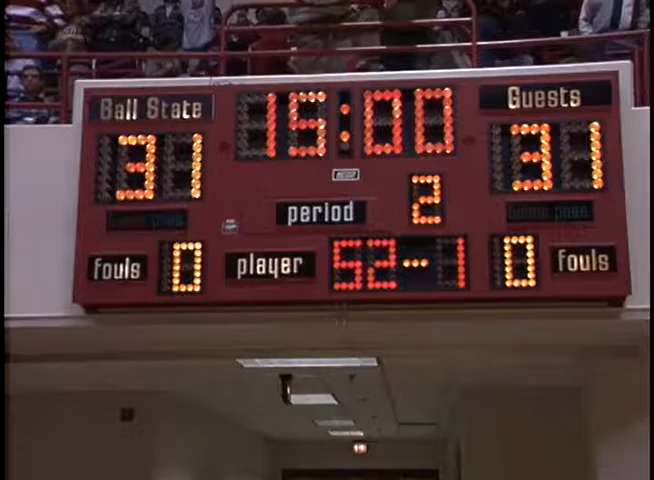 Ball State 15:00 Guests
31 31
period 2
fouls 0 player 52-1 0 fouls